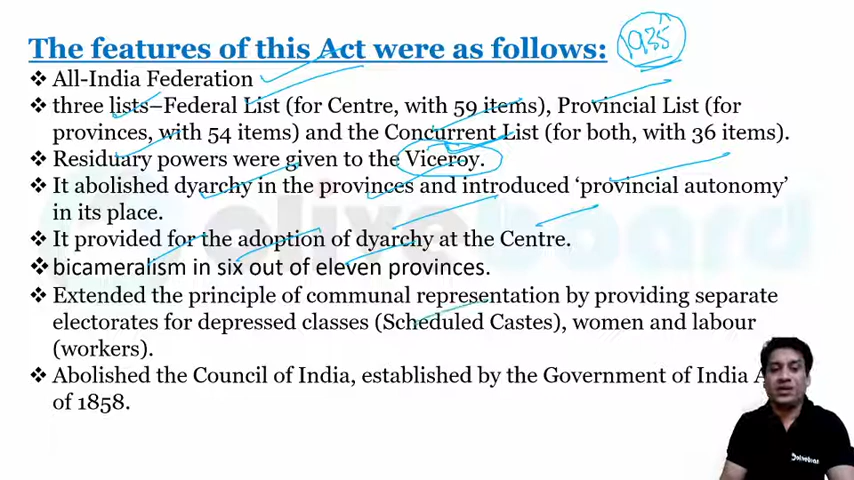 The features of this Act were as follows: 1935
❖ All-India Federation
❖ three lists–Federal List (for Centre, with 59 items), Provincial List (for
provinces, with 54 items) and the Concurrent List (for both, with 36 items).
❖ Residuary powers were given to the Viceroy.
❖ It abolished dyarchy in the provinces and introduced ‘provincial autonomy’
in its place.
❖ It provided for the adoption of dyarchy at the Centre.
❖ bicameralism in six out of eleven provinces.
❖ Extended the principle of communal representation by providing separate
electorates for depressed classes (Scheduled Castes), women and labour
(workers).
❖ Abolished the Council of India, established by the Government of India
of 1858.
oliveboard